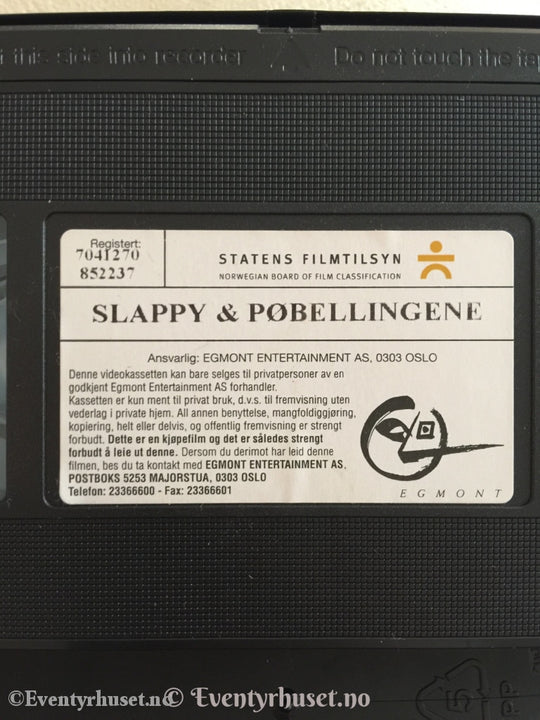 this side into recorder
Do not touch the ta
Registert:
7041270
852237
STATENS FILMTILSYN
NORWEGIAN BOARD OF FILM CLASSIFICATION
SLAPPY & PØBELLINGENE
Ansvarlig: EGMONT ENTERTAINMENT AS, 0303 OSLO
Denne videokassetten kan bare selges til privatpersoner av en
godkjent Egmont Entertainment AS forhandler.
Kassetten er kun ment til privat bruk, d.v.s. til fremvisning uten
vederlag i private hjem. All annen benyttelse, mangfoldiggjøring,
kopiering, helt eller delvis, og offentlig fremvisning er strengt
forbudt. Dette er en kjøpefilm og det er således strengt
forbudt å leie ut denne. Dersom du derimot har leid denne
filmen, bes du ta kontakt med EGMONT ENTERTAINMENT AS,
POSTBOKS 5253 MAJORSTUA, 0303 OSLO
Telefon: 23366600 - Fax: 23366601
EGMONT
©Eventyrhuset.no
© Eventyrhuset.no